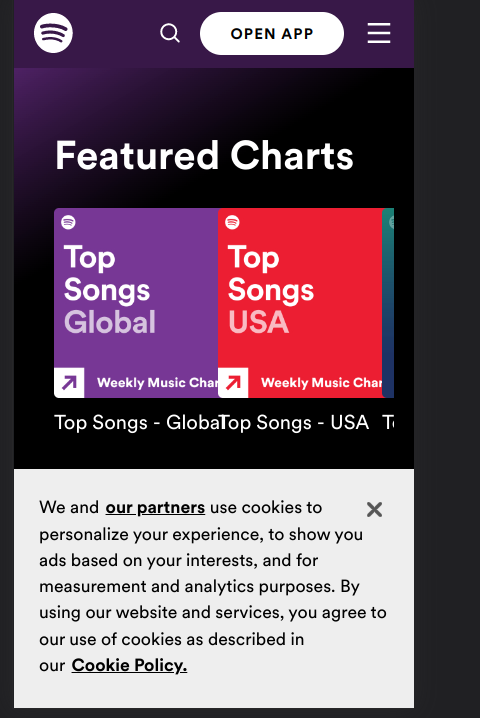 OPEN APP
Featured Charts
Top
Songs
Global
Weekly Music Char
Top
Songs
USA
Weekly Music Char
Top Songs - Global
Top Songs - USA
We and our partners use cookies to
personalize your experience, to show you
ads based on your interests, and for
measurement and analytics purposes. By
using our website and services, you agree to
our use of cookies as described in
our Cookie Policy.